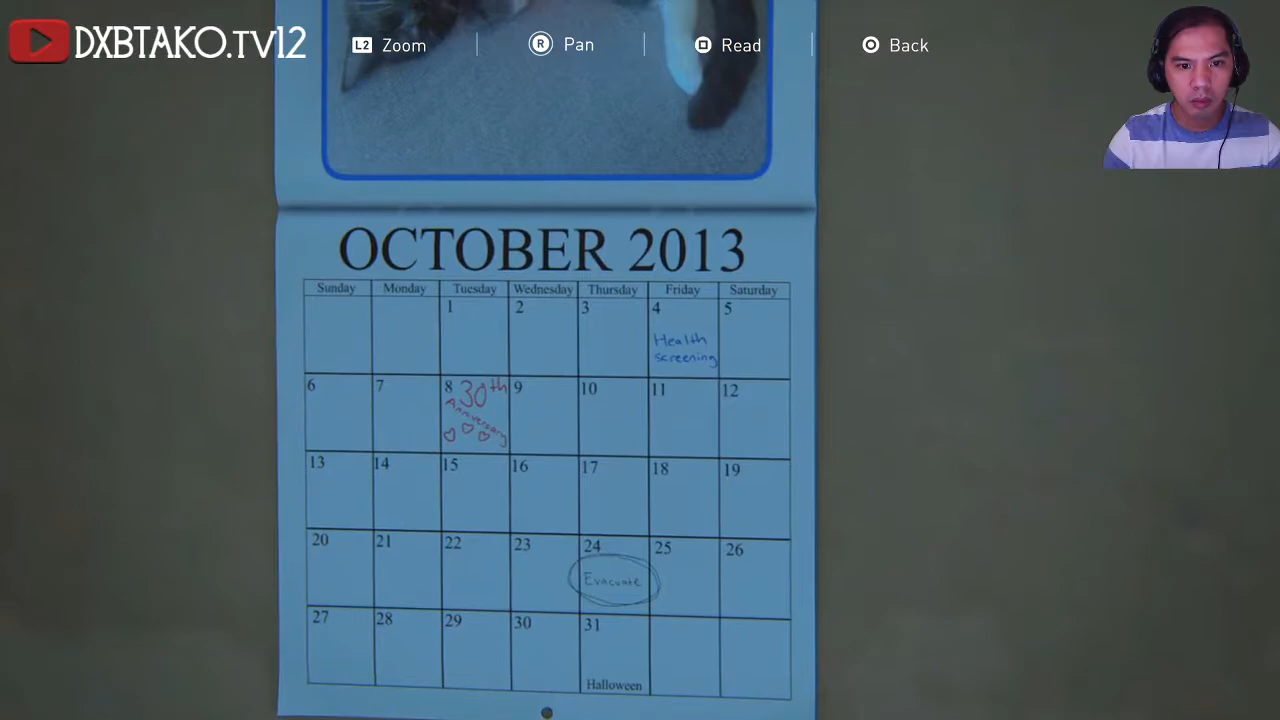 DXBTAKO.TV12
L2 Zoom
R Pan
Read
Back
OCTOBER 2013
Sunday Monday Tuesday Wednesday Thursday Friday Saturday
1 2 3 4 5
Health
screening
6 7 8 9 10 11 12
30th
Anniversary
13 14 15 16 17 18 19
20 21 22 23 24 25 26
Evacuate
27 28 29 30 31
Halloween